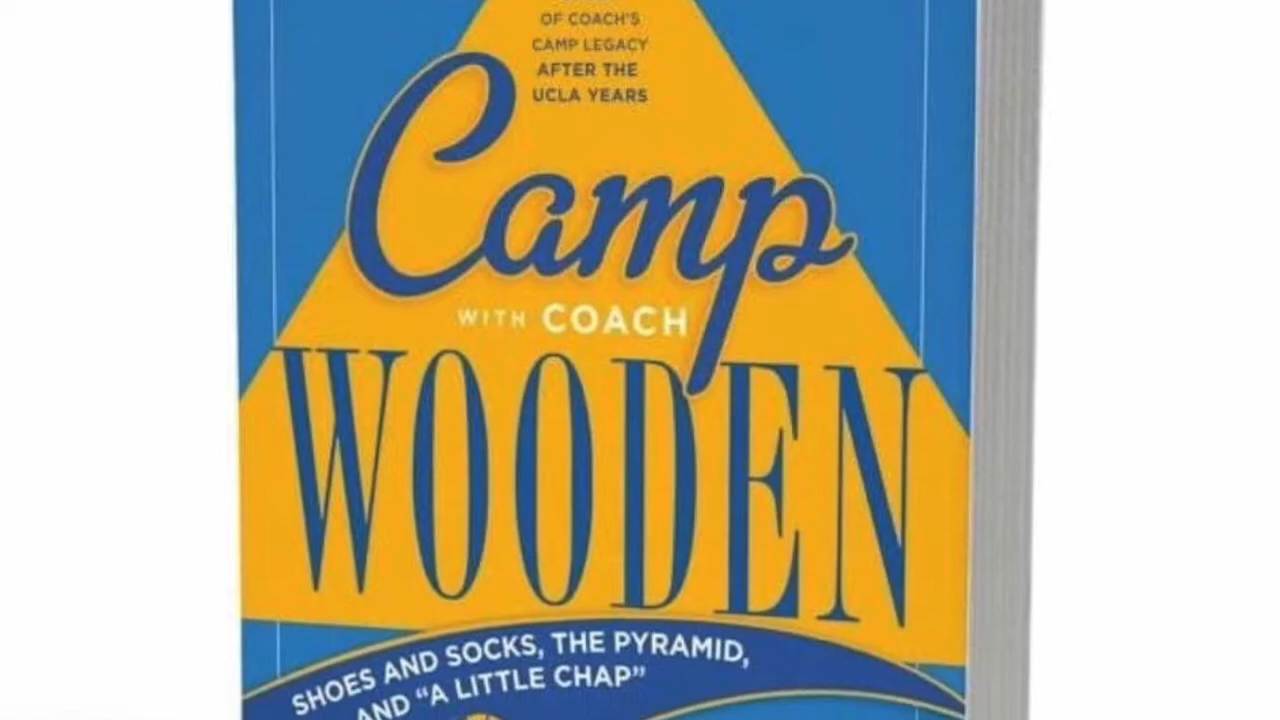 OF COACH'S
CAMP LEGACY
AFTER THE
UCLA YEARS
Camp
WITH COACH
WOODEN
SHOES AND SOCKS, THE PYRAMID,
AND “A LITTLE CHAP”